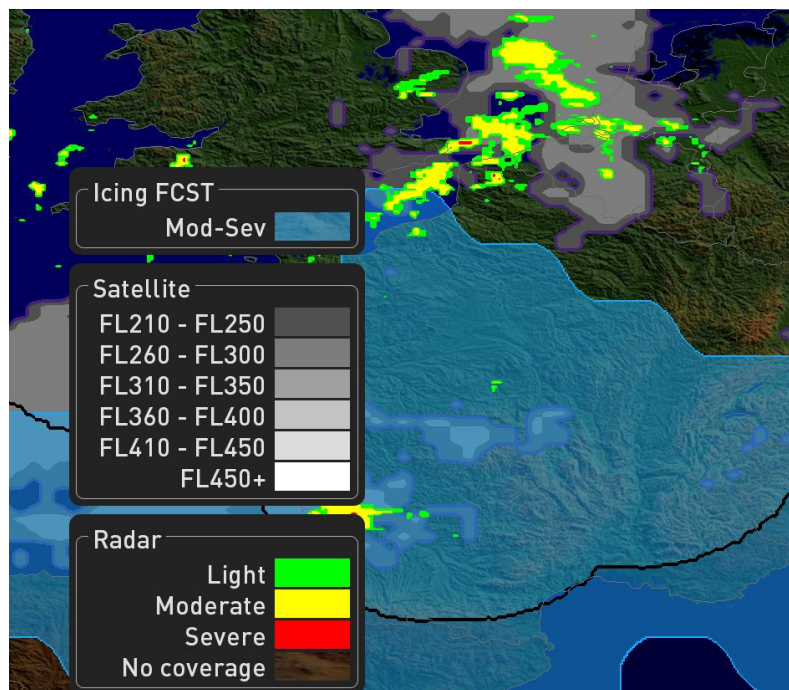 Icing FCST
Mod-Sev
Satellite
FL210 - FL250
FL260 - FL300
FL310 - FL350
FL360 - FL400
FL410 - FL450
FL450+
Radar
Light
Moderate
Severe
No coverage